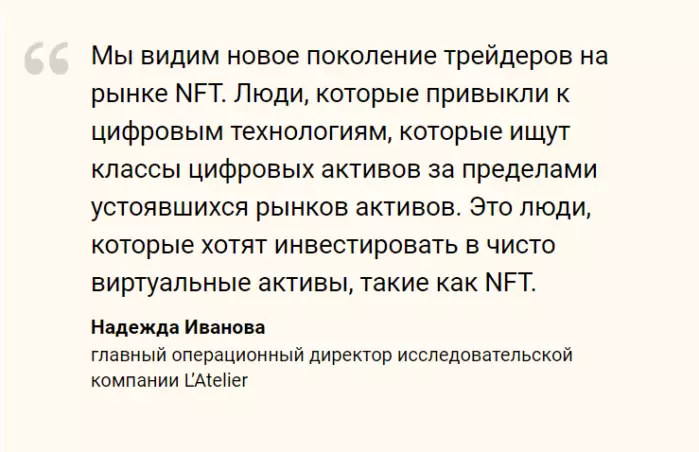 Мы видим новое поколение трейдеров на
рынке NFT. Люди, которые привыкли к
цифровым технологиям, которые ищут
классы цифровых активов за пределами
устоявшихся рынков активов. Это люди,
которые хотят инвестировать в чисто
виртуальные активы, такие как NFT.
Надежда Иванова
главный операционный директор исследовательской
компании L’Atelier